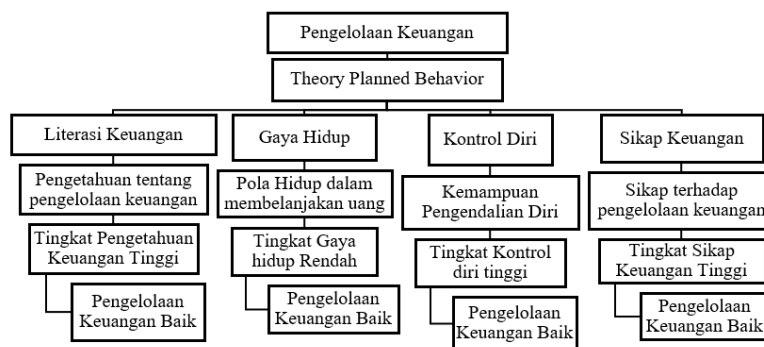 Pengelolaan Keuangan
Theory Planned Behavior
Literasi Keuangan
Pengetahuan tentang
pengelolaan keuangan
Tingkat Pengetahuan
Keuangan Tinggi
Pengelolaan
Keuangan Baik
Gaya Hidup
Pola Hidup dalam
membelanjakan uang
Tingkat Gaya
hidup Rendah
Pengelolaan
Keuangan Baik
Kontrol Diri
Kemampuan
Pengendalian Diri
Tingkat Kontrol
diri tinggi
Pengelolaan
Keuangan Baik
Sikap Keuangan
Sikap terhadap
pengelolaan keuangan
Tingkat Sikap
Keuangan Tinggi
Pengelolaan
Keuangan Baik